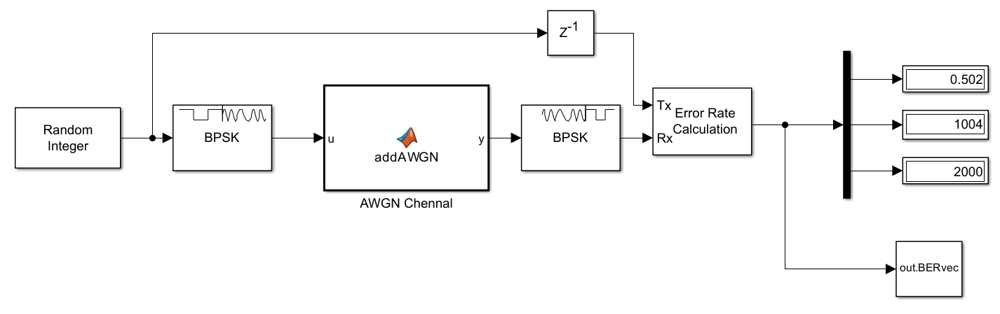 Z-1
Random
Integer
BPSK
u
addAWGN
y
AWGN Chennal
BPSK
Tx
Rx
Error Rate
Calculation
0.502
1004
2000
out.BERvec